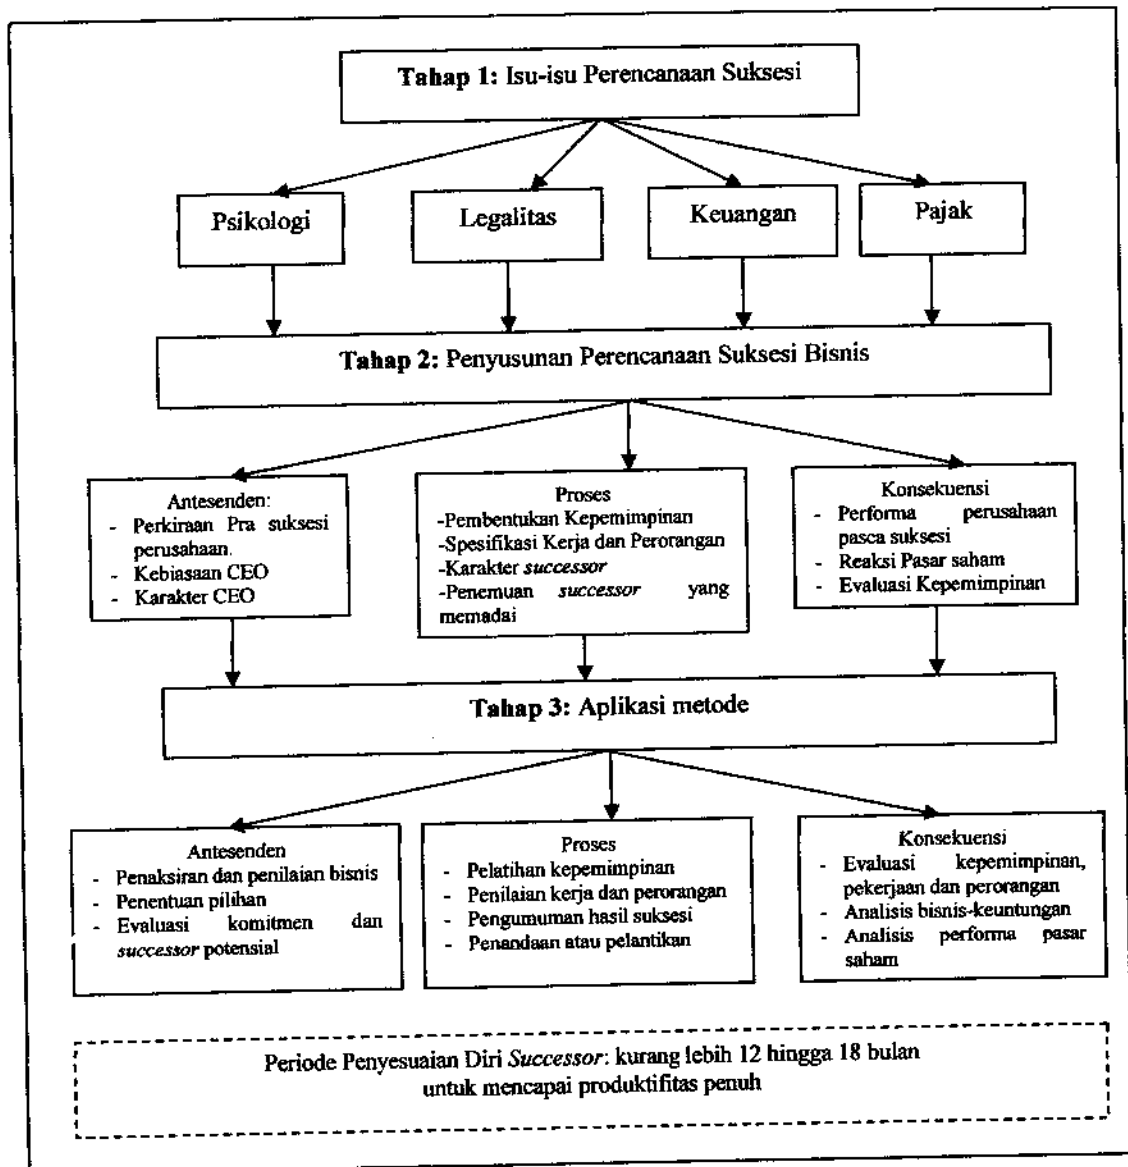 Tahap 1: Isu-isu Perencanaan Suksesi
Psikologi
Legalitas
Keuangan
Pajak
Tahap 2: Penyusunan Perencanaan Suksesi Bisnis
Antesenden:
- Perkiraan Pra suksesi
perusahaan.
- Kebiasaan CEO
- Karakter CEO
Proses
-Pembentukan Kepemimpinan
-Spesifikasi Kerja dan Perorangan
-Karakter successor
-Penemuan successor yang
memadai
Konsekuensi
- Performa perusahaan
pasca suksesi
- Reaksi Pasar saham
- Evaluasi Kepemimpinan
Tahap 3: Aplikasi metode
Antesenden
- Penaksiran dan penilaian bisnis
- Penentuan pilihan
- Evaluasi komitmen dan
successor potensial
Proses
- Pelatihan kepemimpinan
- Penilaian kerja dan perorangan
- Pengumuman hasil suksesi
- Penandaan atau pelantikan
Konsekuensi
- Evaluasi kepemimpinan,
pekerjaan dan perorangan
- Analisis bisnis-keuntungan
- Analisis performa pasar
saham
Periode Penyesuaian Diri Successor: kurang lebih 12 hingga 18 bulan
untuk mencapai produktifitas penuh